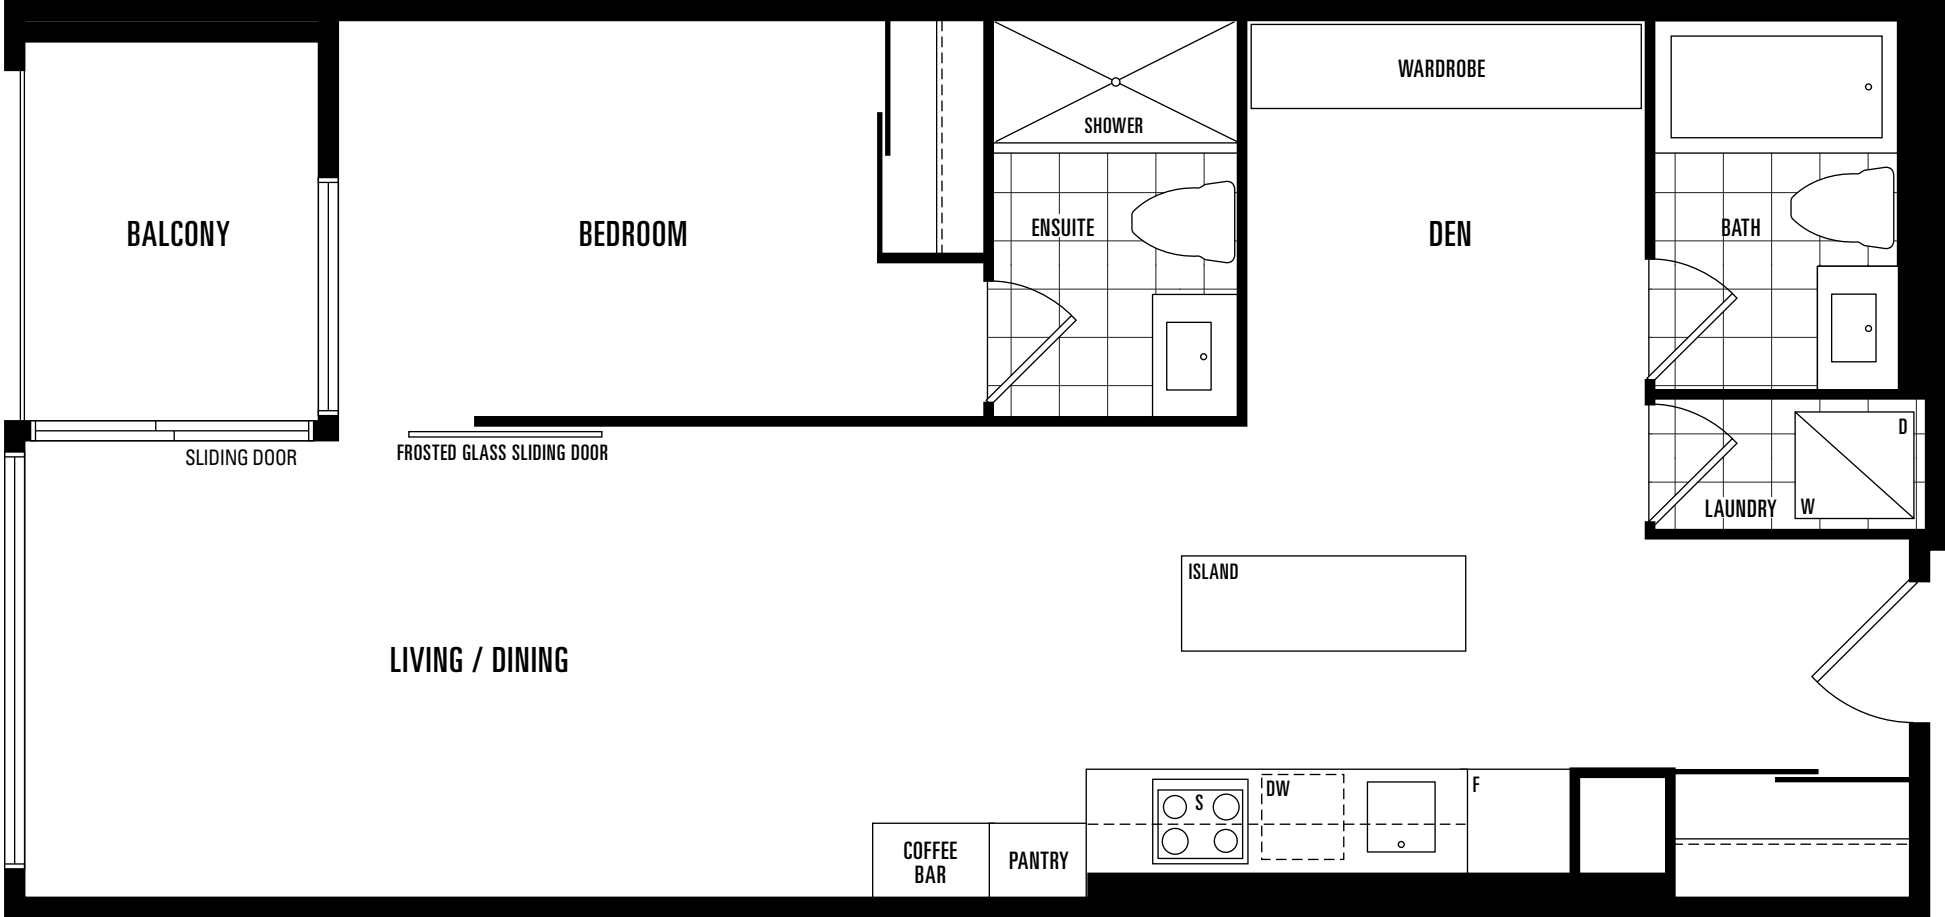 WARDROBE
SHOWER
BALCONY
BEDROOM
ENSUITE
DEN
BATH
SLIDING DOOR
FROSTED GLASS SLIDING DOOR
D
LAUNDRY
W
ISLAND
LIVING / DINING
S
DW
F
COFFEE
BAR
PANTRY